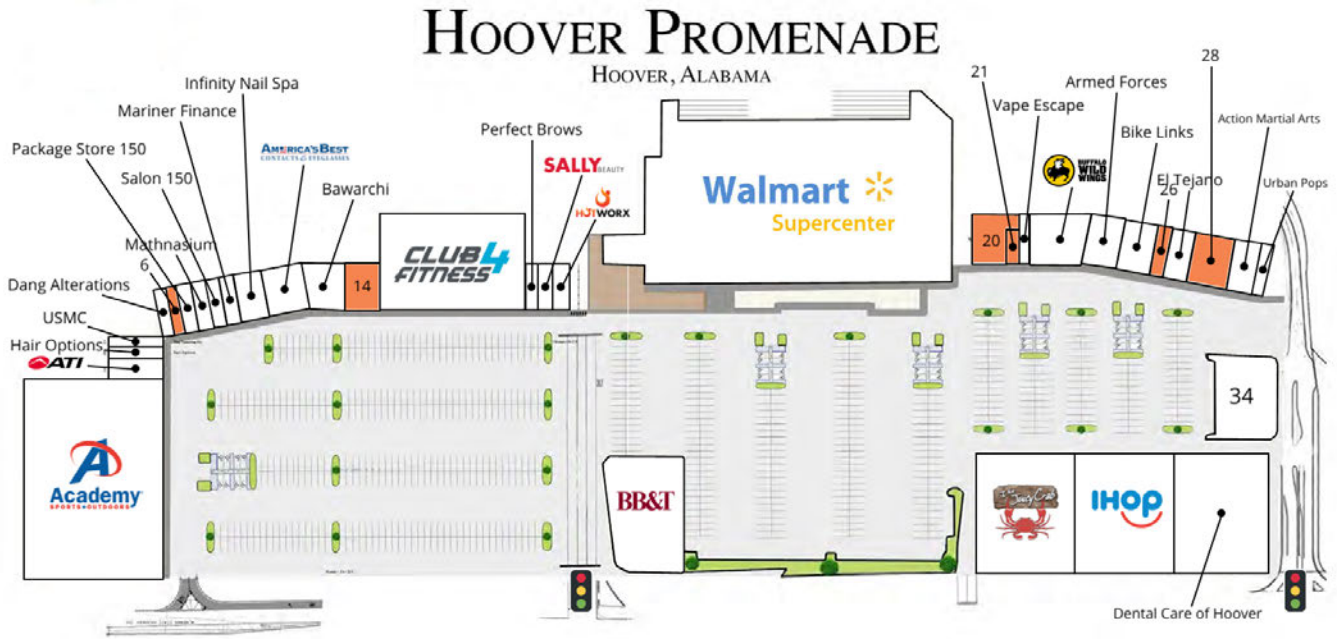 HOOVER PROMENADE
HOOVER, ALABAMA
Infinity Nail Spa
Mariner Finance
Package Store 150
Salon 150
Mathnasium
6
Dang Alterations
USMC
Hair Options
ATI
AMERICA'S BEST
CONTACTS & EYEGLASSES
Bawarchi
14
CLUB 4
FITNESS
Perfect Brows
SALLY BEAUTY
HOTWORX
Walmart
Supercenter
21
Vape Escape
20
BUFFALO
WILD
WINGS
Armed Forces
Bike Links
El Tejano
26
28
Action Martial Arts
Urban Pops
34
Academy
SPORTS+OUTDOORS
BB&T
Juicy Crab
IHOP
Dental Care of Hoover